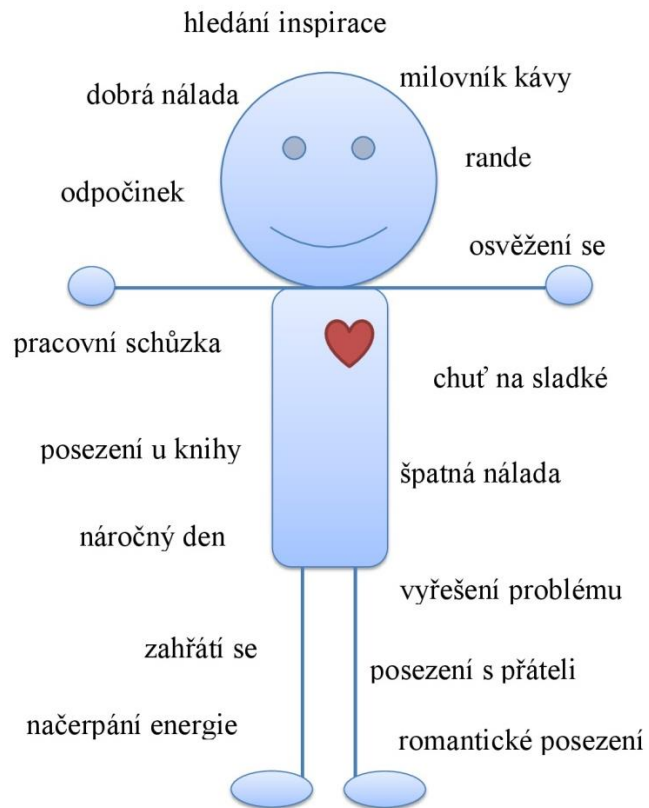 hledání inspirace
milovník kávy
dobrá nálada
rande
odpočinek
osvěžení se
pracovní schůzka
chuť na sladké
posezení u knihy
špatná nálada
náročný den
vyřešení problému
zahřátí se
posezení s přáteli
načerpání energie
romantické posezení